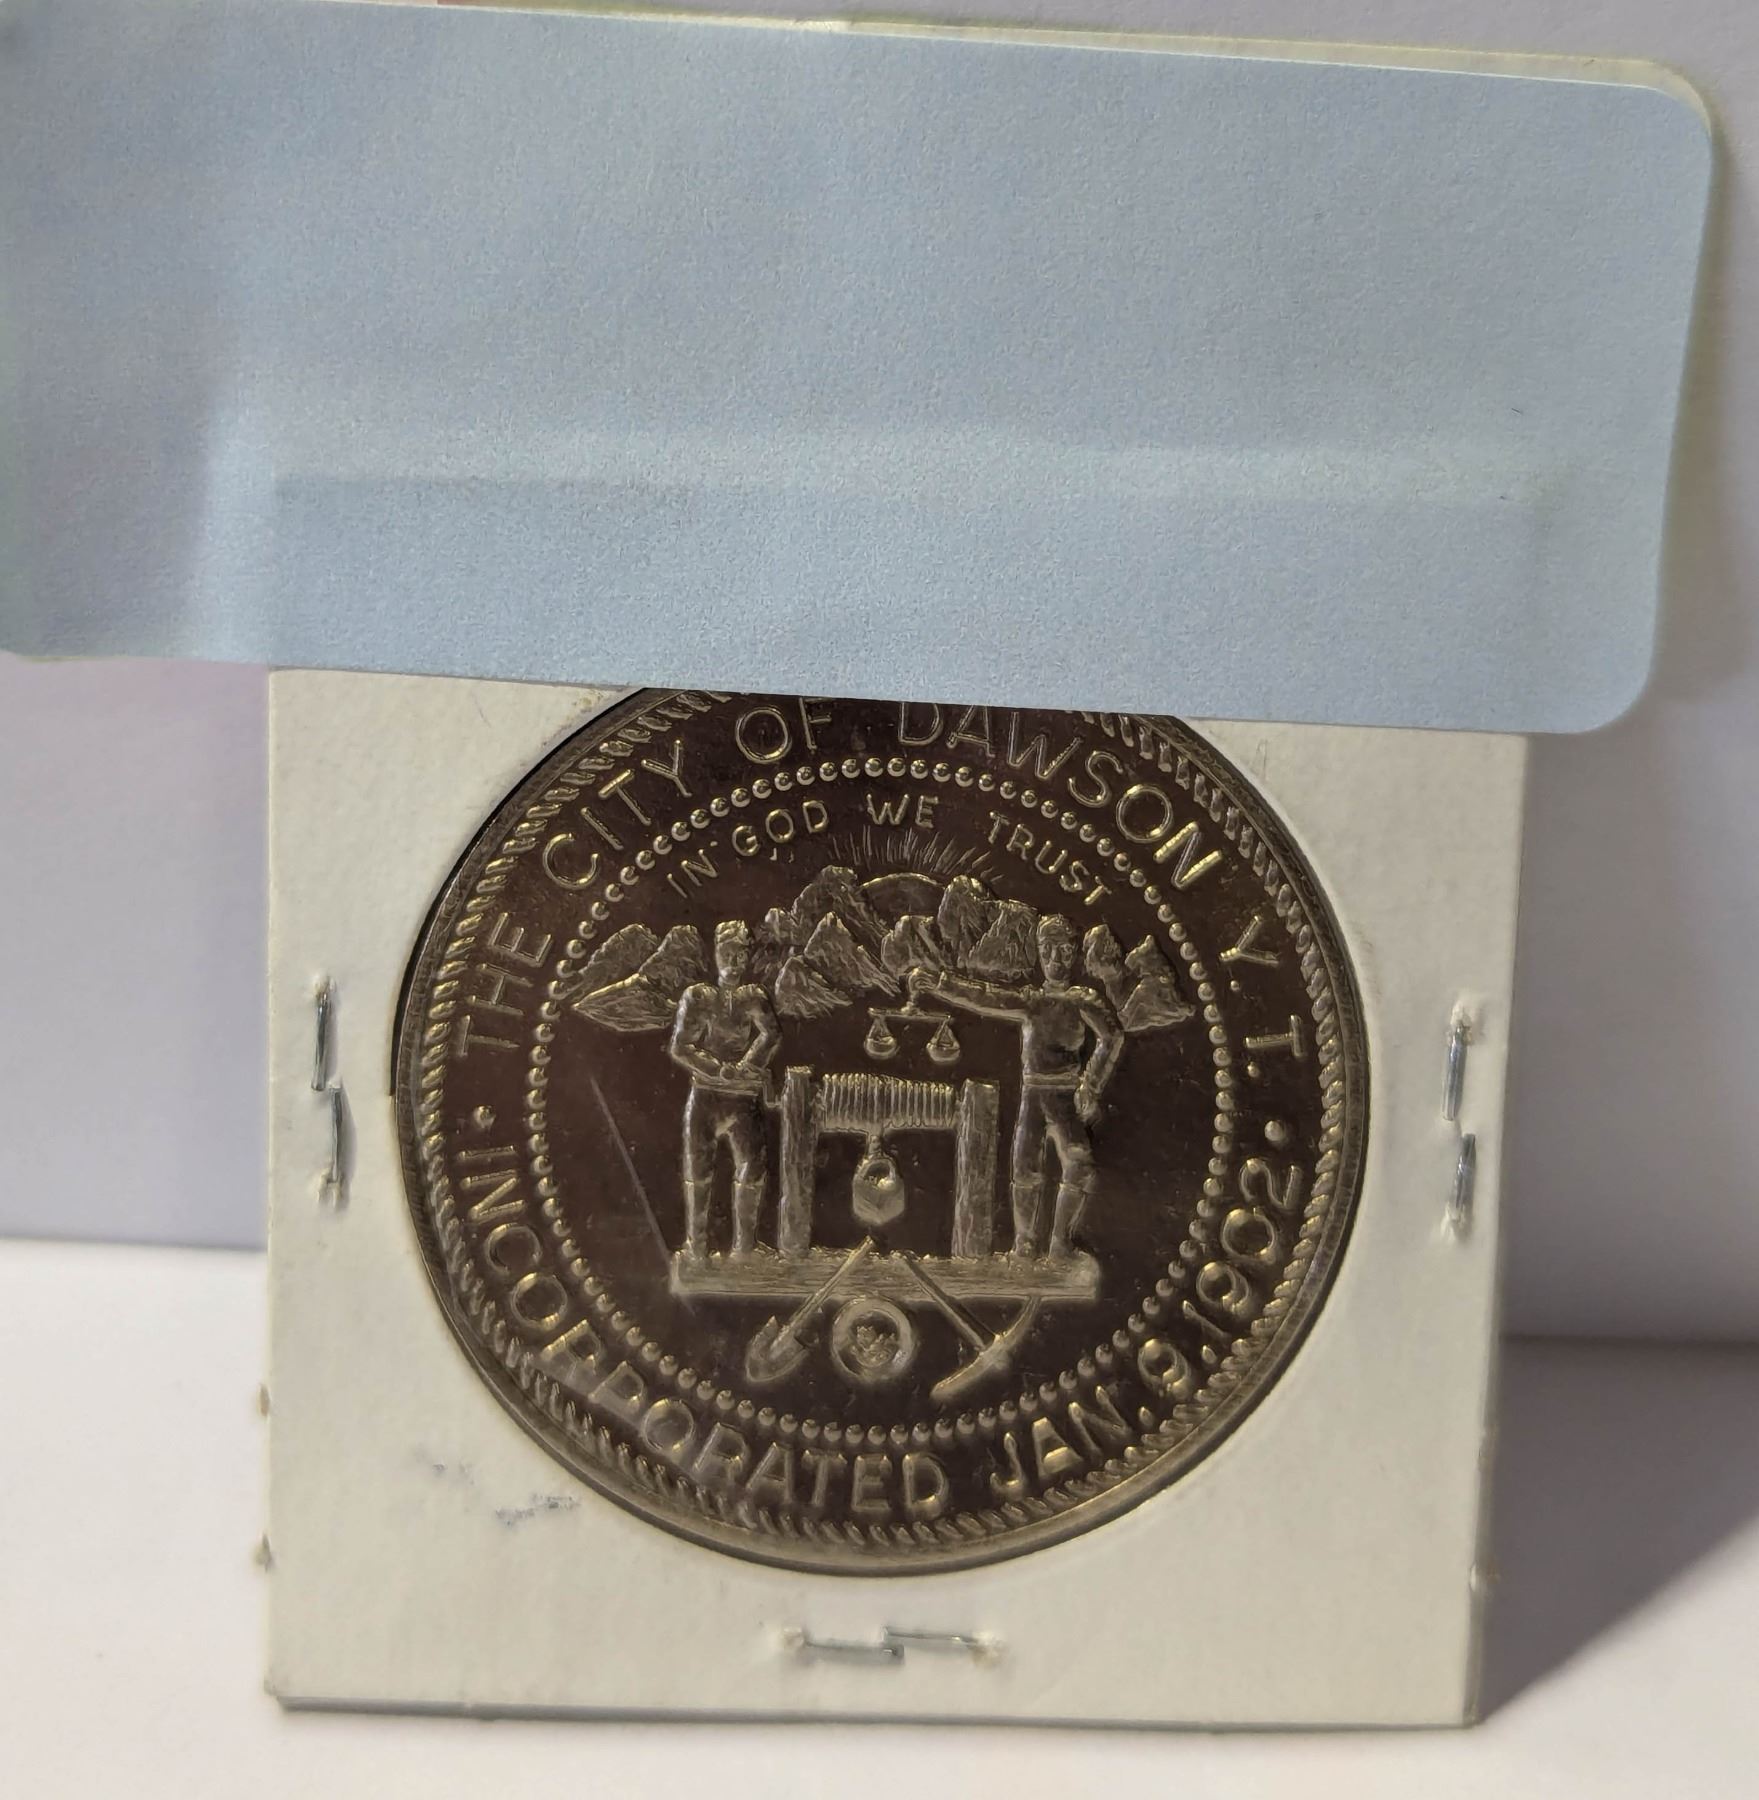 THE CITY OF DAWSON Y. T.
IN GOD WE TRUST
INCORPORATED JAN. 9. 1902.